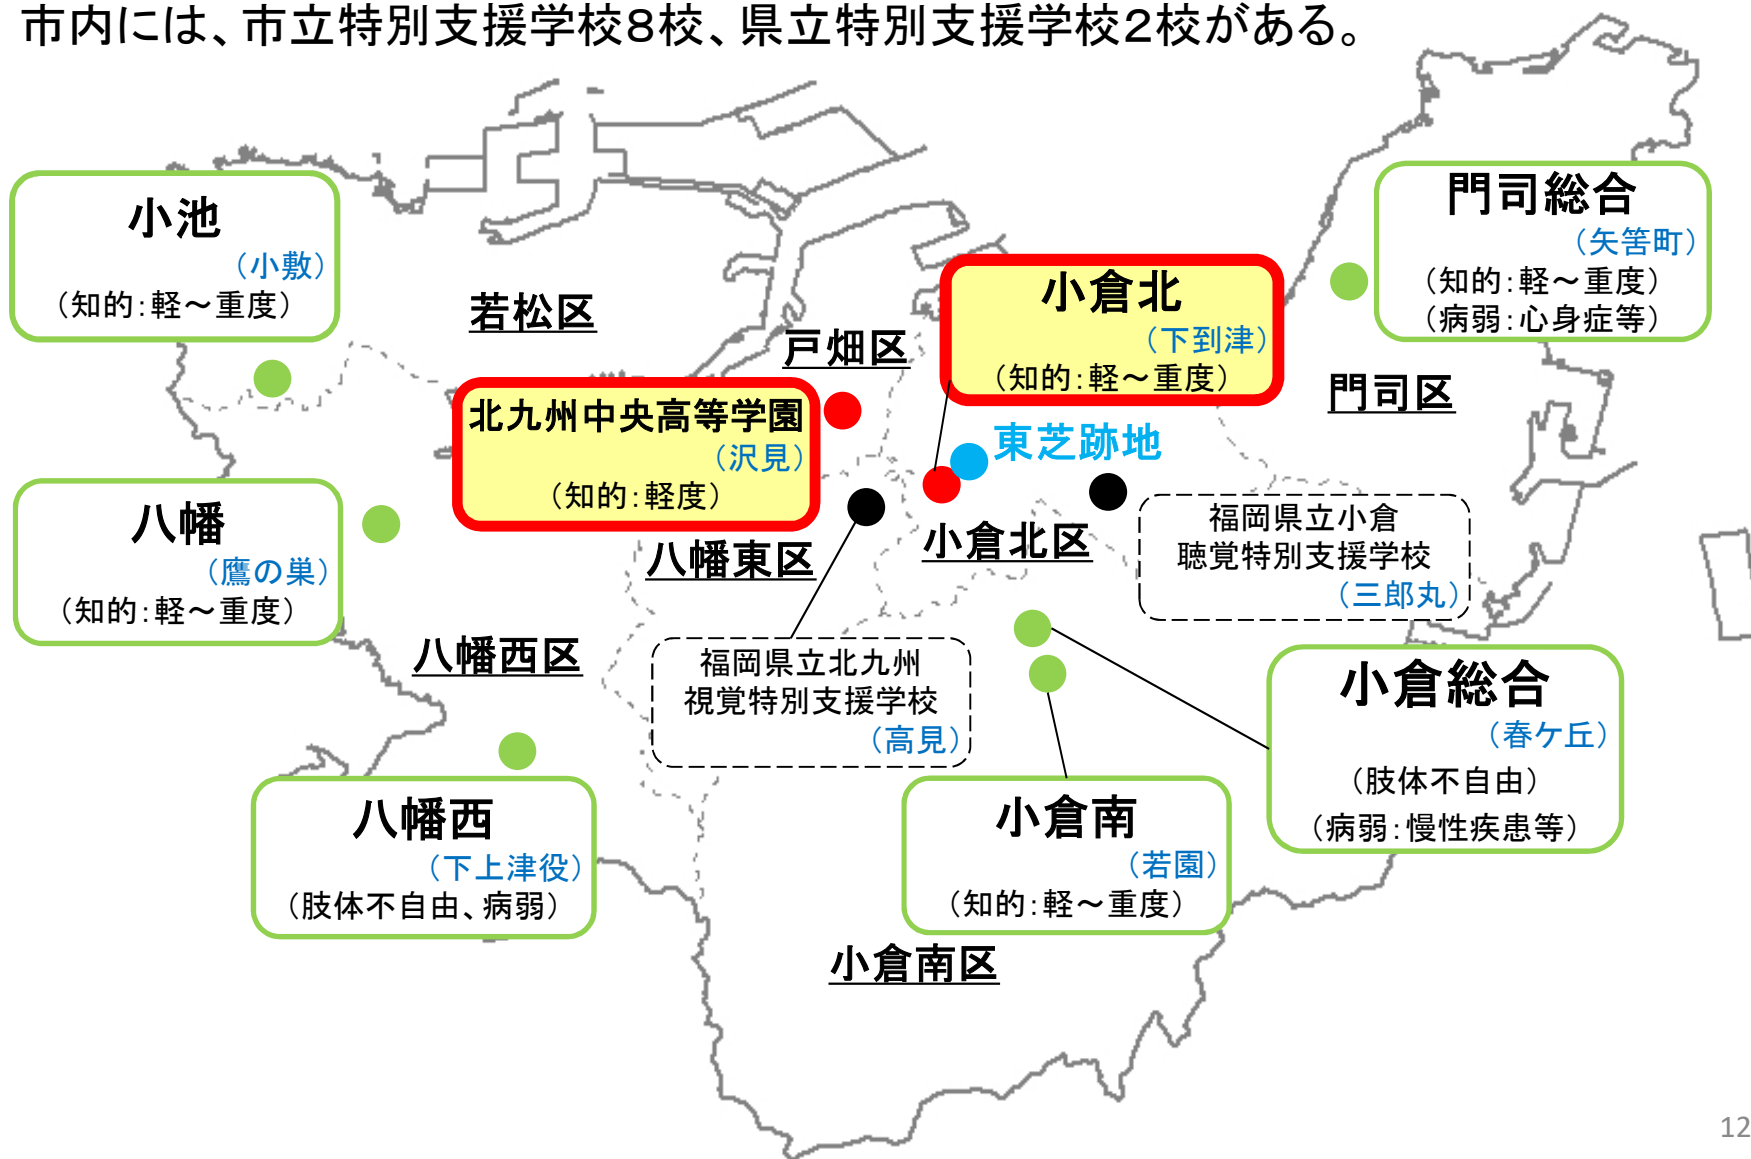 市内には、市立特別支援学校8校、県立特別支援学校2校がある。
小池
（小敷）
（知的：軽～重度）
若松区
戸畑区
小倉北
（下到津）
（知的：軽～重度）
門司総合
（矢筈町）
（知的：軽～重度）
（病弱：心身症等）
門司区
北九州中央高等学園
（沢見）
（知的：軽度）
東芝跡地
八幡
（鷹の巣）
（知的：軽～重度）
八幡東区
小倉北区
福岡県立小倉
聴覚特別支援学校
（三郎丸）
八幡西区
福岡県立北九州
視覚特別支援学校
（高見）
小倉総合
（春ケ丘）
（肢体不自由）
（病弱：慢性疾患等）
八幡西
（下上津役）
（肢体不自由、病弱）
小倉南
（若園）
（知的：軽～重度）
小倉南区
12